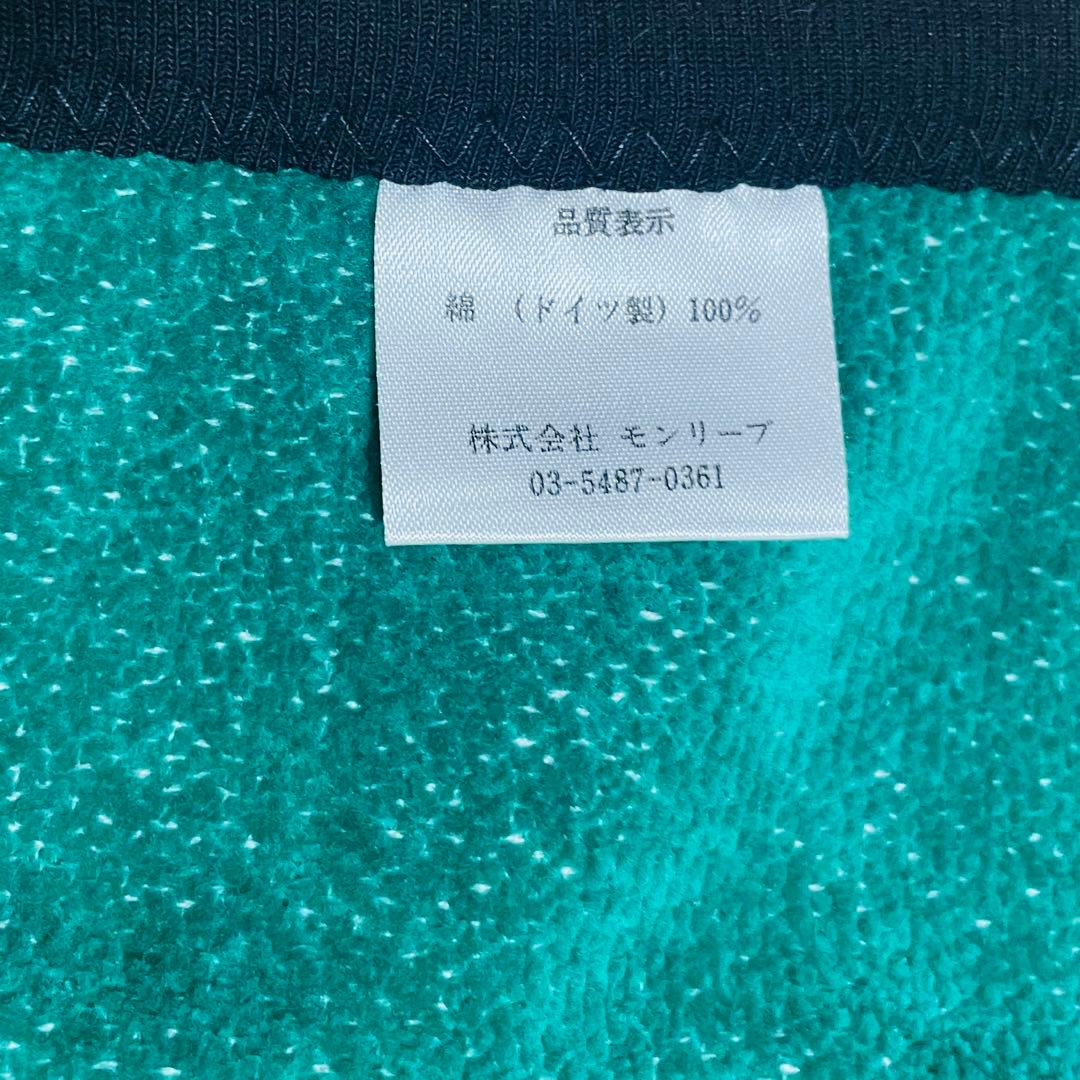 品質表示
綿 (ドイツ製) 100%
株式会社 モンリーブ
03-5487-0361